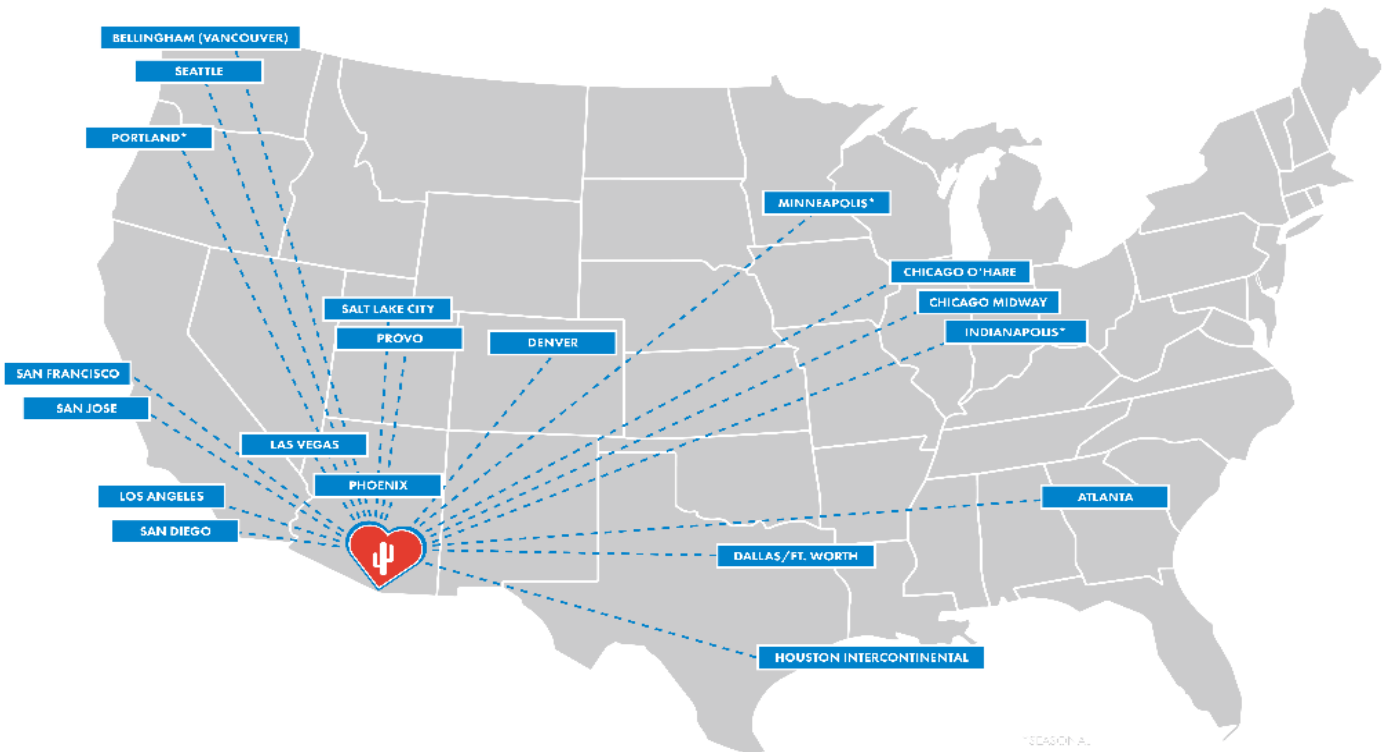 BELLINGHAM (VANCOUVER)
SEATTLE
PORTLAND*
MINNEAPOLIS*
CHICAGO O'HARE
CHICAGO MIDWAY
SALT LAKE CITY
INDIANAPOLIS*
PROVO
DENVER
SAN FRANCISCO
SAN JOSE
LAS VEGAS
PHOENIX
LOS ANGELES
ATLANTA
SAN DIEGO
DALLAS/FT. WORTH
HOUSTON INTERCONTINENTAL
*SEASONAL